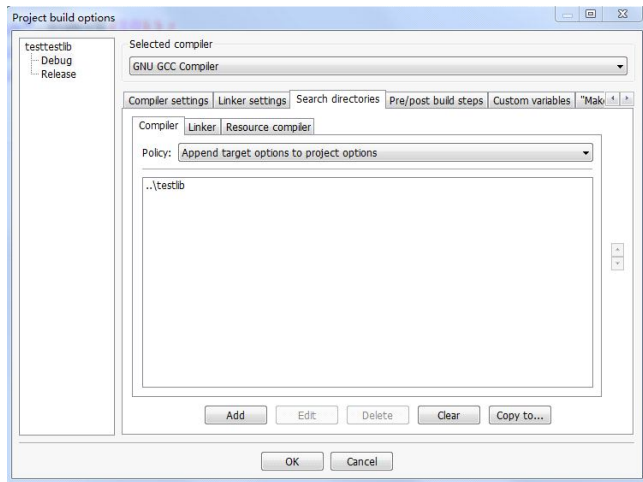 Project build options
testtestlib
Debug
Release
Selected compiler
GNU GCC Compiler
Compiler settings Linker settings Search directories Pre/post build steps Custom variables "Mak
Compiler Linker Resource compiler
Policy: Append target options to project options
..\testlib
Add Edit Delete Clear Copy to...
OK Cancel